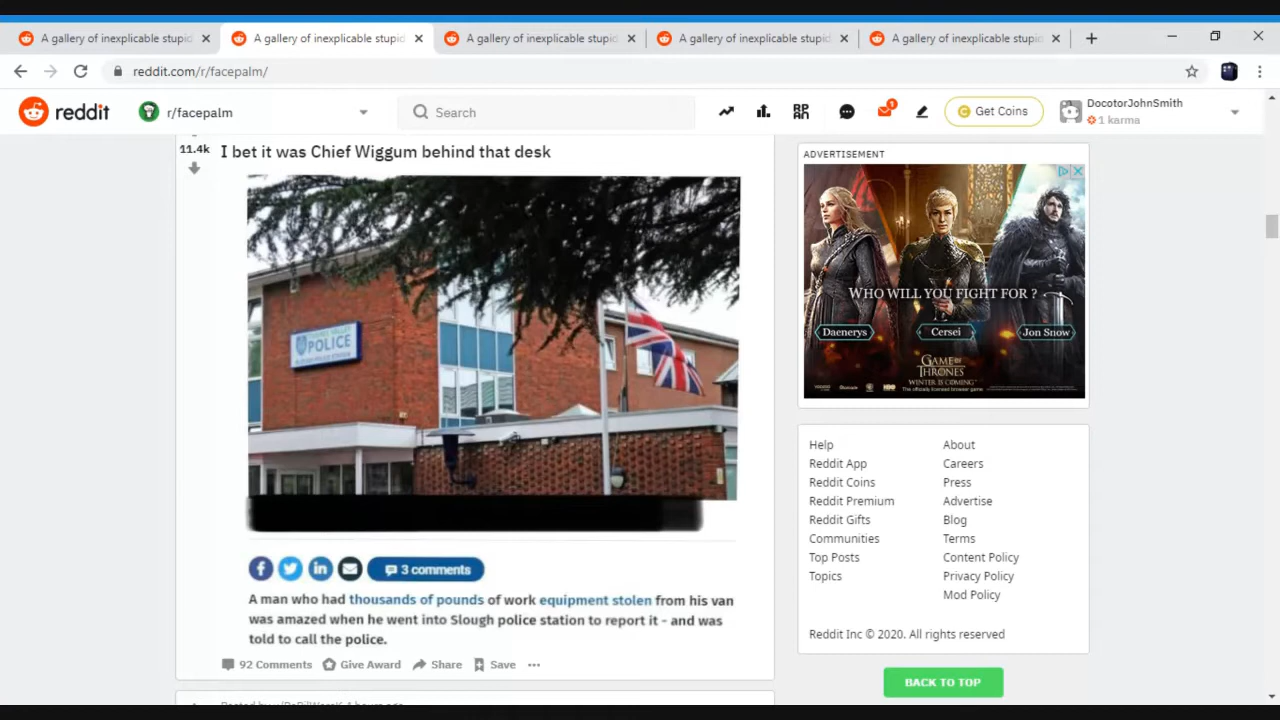 A gallery of inexplicable stupid
A gallery of inexplicable stupid
A gallery of inexplicable stupid
A gallery of inexplicable stupid
A gallery of inexplicable stupid
reddit.com/r/facepalm/
reddit
r/facepalm
Search
1
Get Coins
DocotorJohnSmith
1 karma
11.4k
I bet it was Chief Wiggum behind that desk
POLICE
3 comments
A man who had thousands of pounds of work equipment stolen from his van
was amazed when he went into Slough police station to report it - and was
told to call the police.
92 Comments
Give Award
Share
Save
ADVERTISEMENT
WHO WILL YOU FIGHT FOR ?
Daenerys
Cersei
Jon Snow
GAME OF
THRONES
WINTER IS COMING
HBO
Help
About
Reddit App
Careers
Reddit Coins
Press
Reddit Premium
Advertise
Reddit Gifts
Blog
Communities
Terms
Top Posts
Content Policy
Topics
Privacy Policy
Mod Policy
Reddit Inc © 2020. All rights reserved
BACK TO TOP